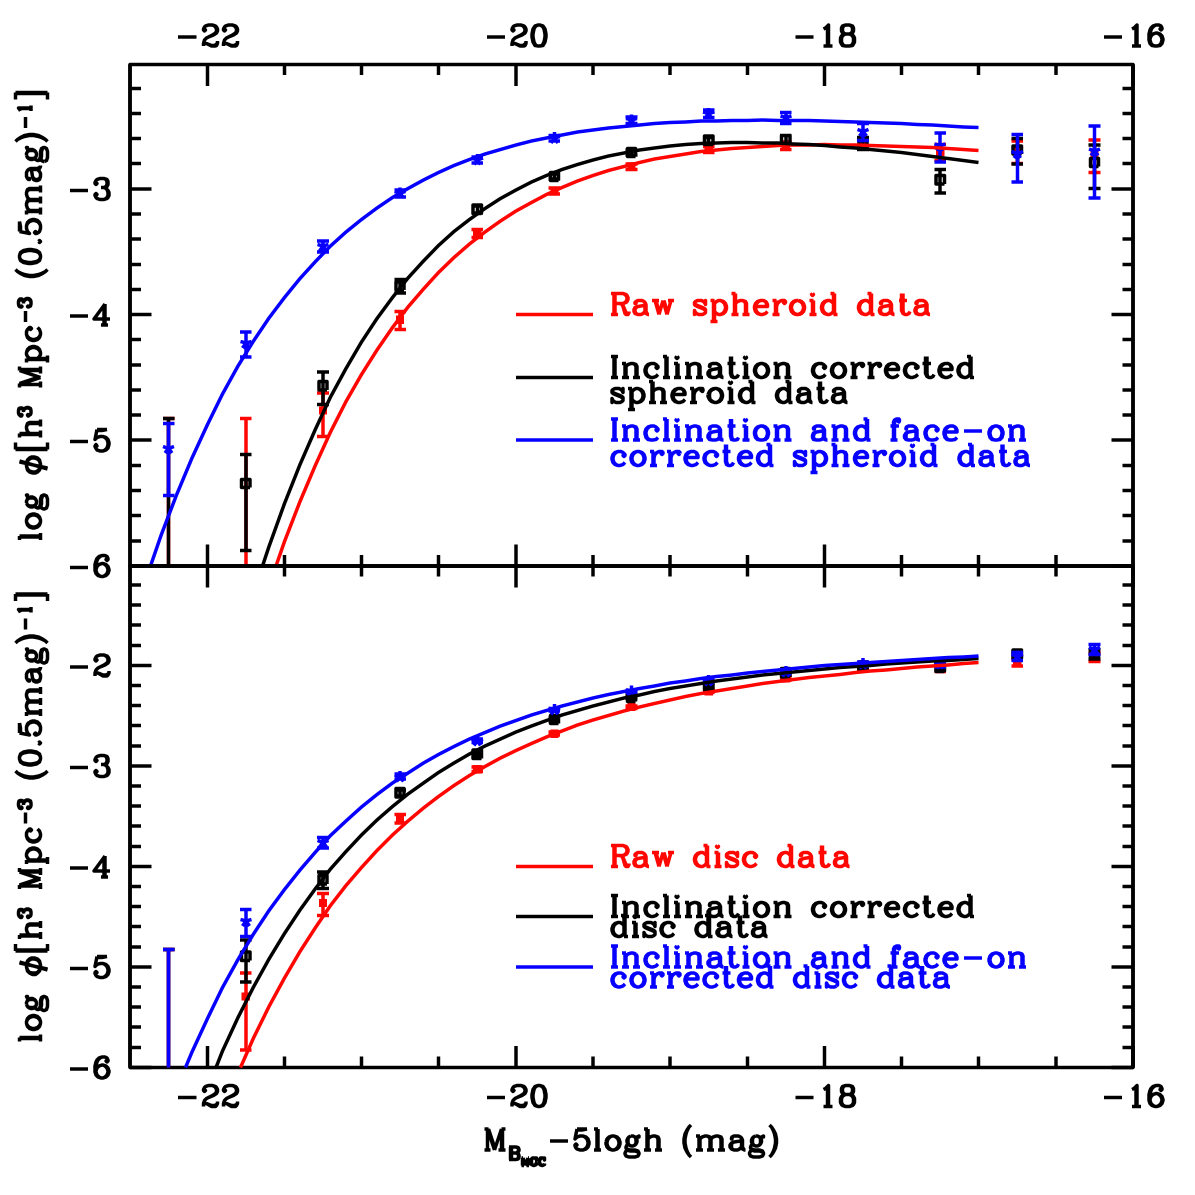 −22 −20 −18 −16
log ϕ[h³ Mpc⁻³ (0.5mag)⁻¹]
−3
−4
−5
−6
Raw spheroid data
Inclination corrected
spheroid data
Inclination and face−on
corrected spheroid data
log ϕ[h³ Mpc⁻³ (0.5mag)⁻¹]
−2
−3
−4
−5
−6
Raw disc data
Inclination corrected
disc data
Inclination and face−on
corrected disc data
−22 −20 −18 −16
M_B_MGC −5logh (mag)